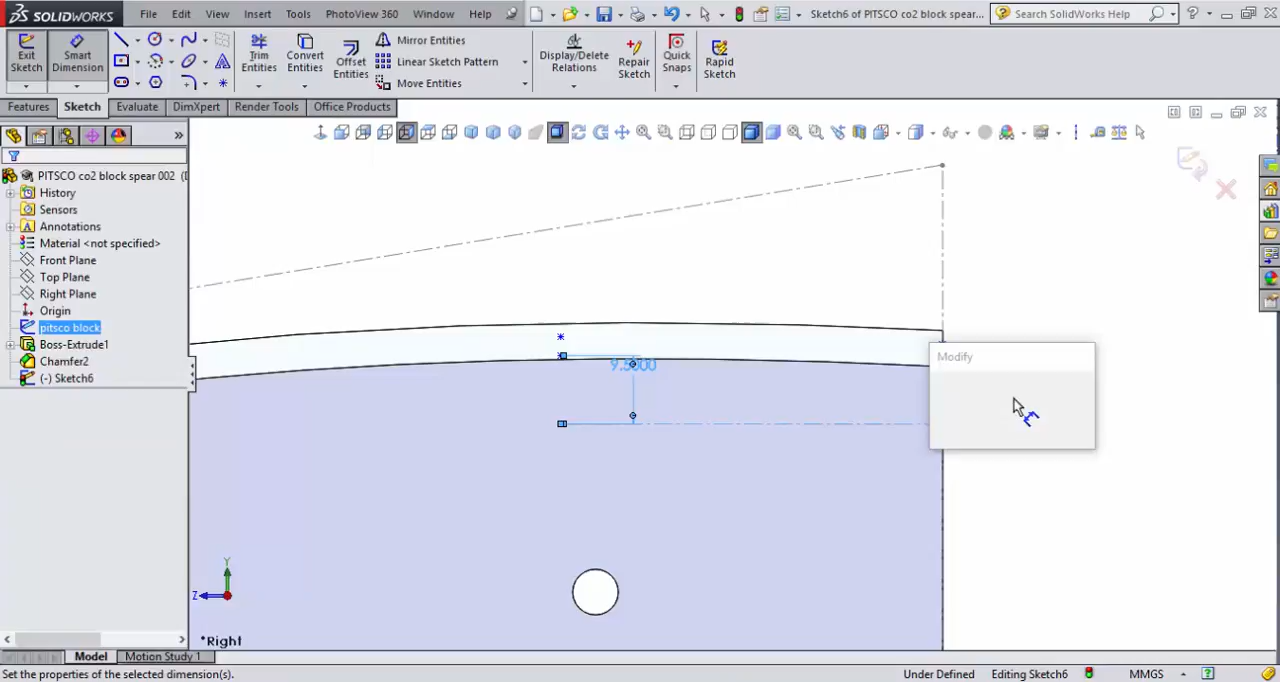 SOLIDWORKS File Edit View Insert Tools PhotoView 360 Window Help Sketch6 of PITSCO co2 block spear... Search SolidWorks Help
Exit Sketch
Smart Dimension
Trim Entities
Convert Entities
Offset Entities
Mirror Entities
Linear Sketch Pattern
Move Entities
Display/Delete Relations
Repair Sketch
Quick Snaps
Rapid Sketch
Features Sketch Evaluate DimXpert Render Tools Office Products
PITSCO co2 block spear 002 (
History
Sensors
Annotations
Material <not specified>
Front Plane
Top Plane
Right Plane
Origin
pitsco block
Boss-Extrude1
Chamfer2
(-) Sketch6
Modify
Y
Z
*Right
Model Motion Study 1
Set the properties of the selected dimension(s). Under Defined Editing Sketch6 MMGS